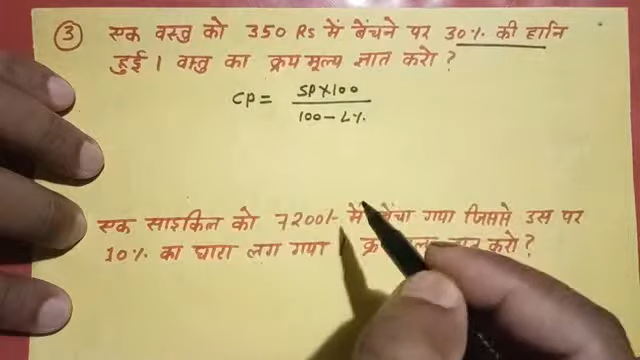 ③ एक वस्तु को 350 Rs में बेंचने पर 30% की हानि
हुई । वस्तु का क्रय मूल्य ज्ञात करो ?
CP = SP×100
100 - L%
एक साइकिल को 7200/- में बेंचा गया जिससे उस पर
10% का घाटा लग गया करो ?